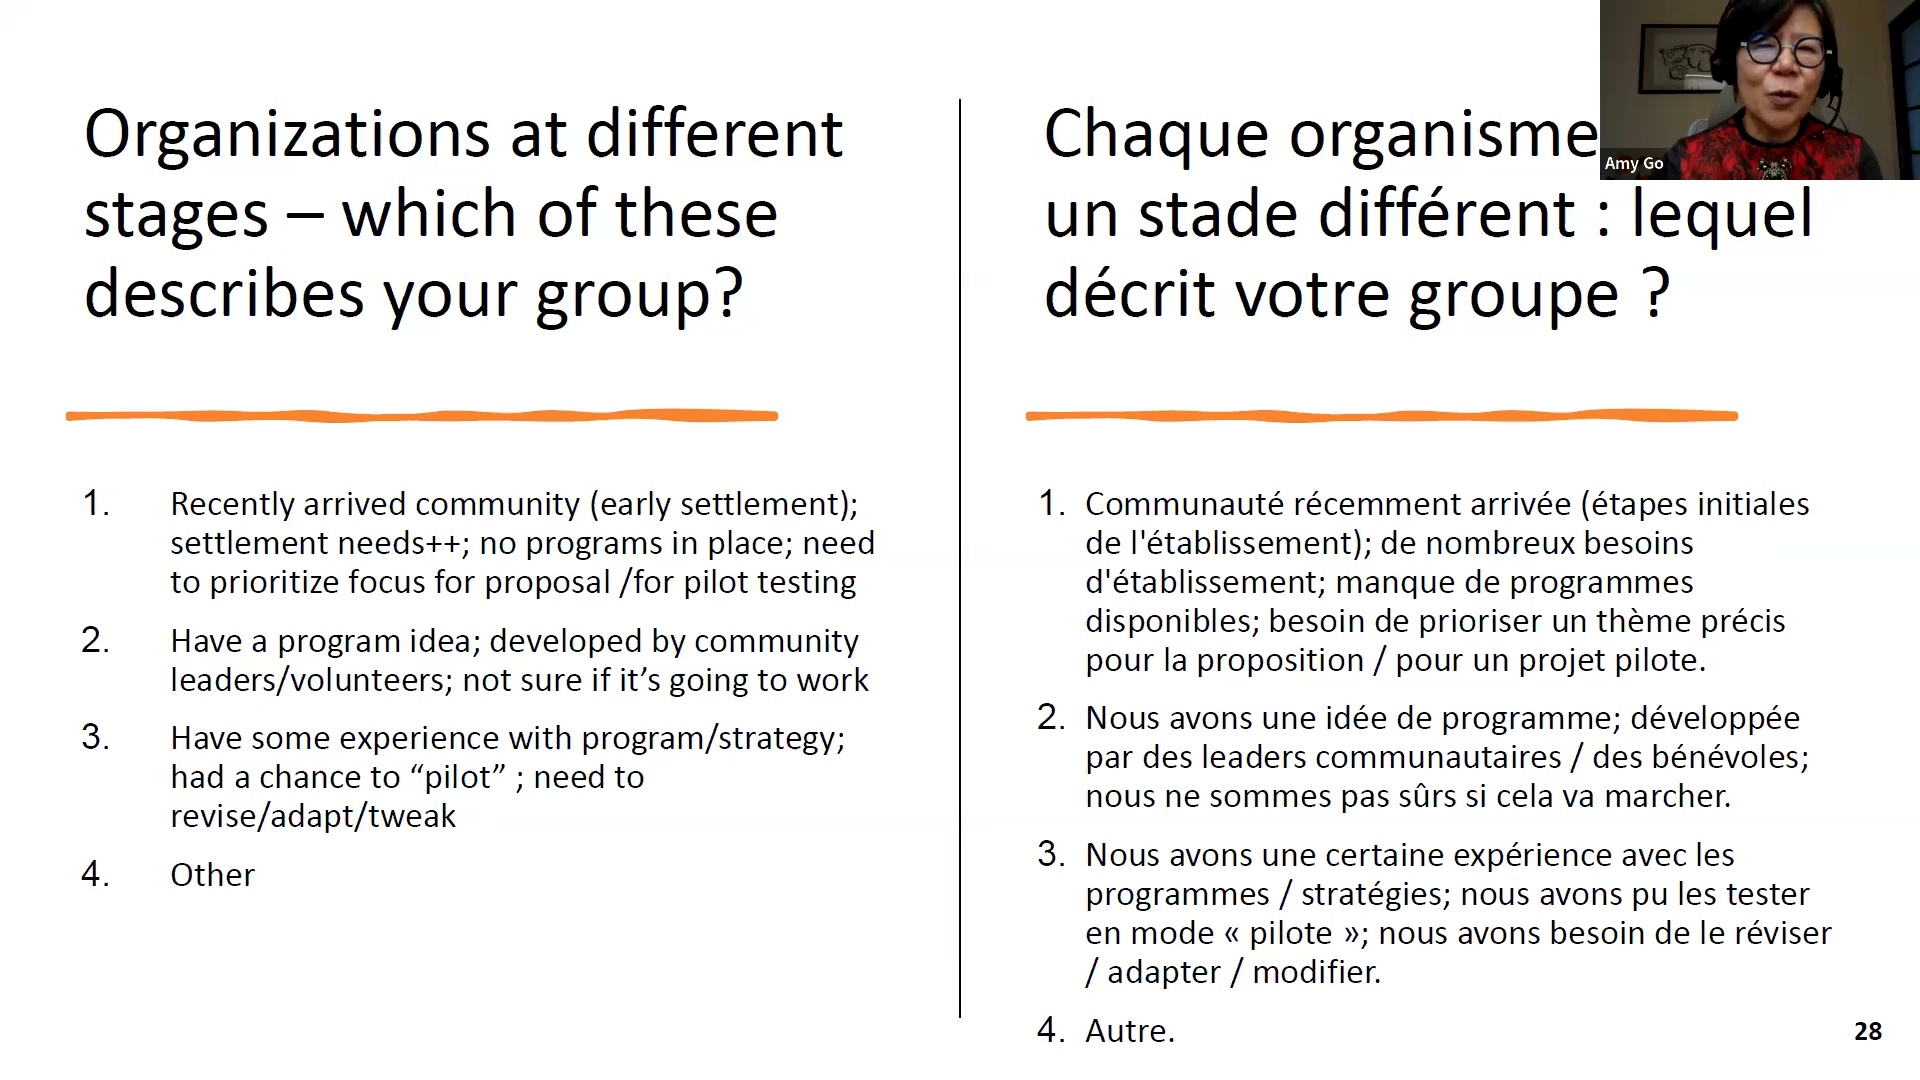 Organizations at different
stages – which of these
describes your group?
1. Recently arrived community (early settlement);
settlement needs++; no programs in place; need
to prioritize focus for proposal /for pilot testing
2. Have a program idea; developed by community
leaders/volunteers; not sure if it’s going to work
3. Have some experience with program/strategy;
had a chance to “pilot” ; need to
revise/adapt/tweak
4. Other
Chaque organisme
un stade différent : lequel
décrit votre groupe ?
1. Communauté récemment arrivée (étapes initiales
de l'établissement); de nombreux besoins
d'établissement; manque de programmes
disponibles; besoin de prioriser un thème précis
pour la proposition / pour un projet pilote.
2. Nous avons une idée de programme; développée
par des leaders communautaires / des bénévoles;
nous ne sommes pas sûrs si cela va marcher.
3. Nous avons une certaine expérience avec les
programmes / stratégies; nous avons pu les tester
en mode « pilote »; nous avons besoin de le réviser
/ adapter / modifier.
4. Autre.
Amy Go
28